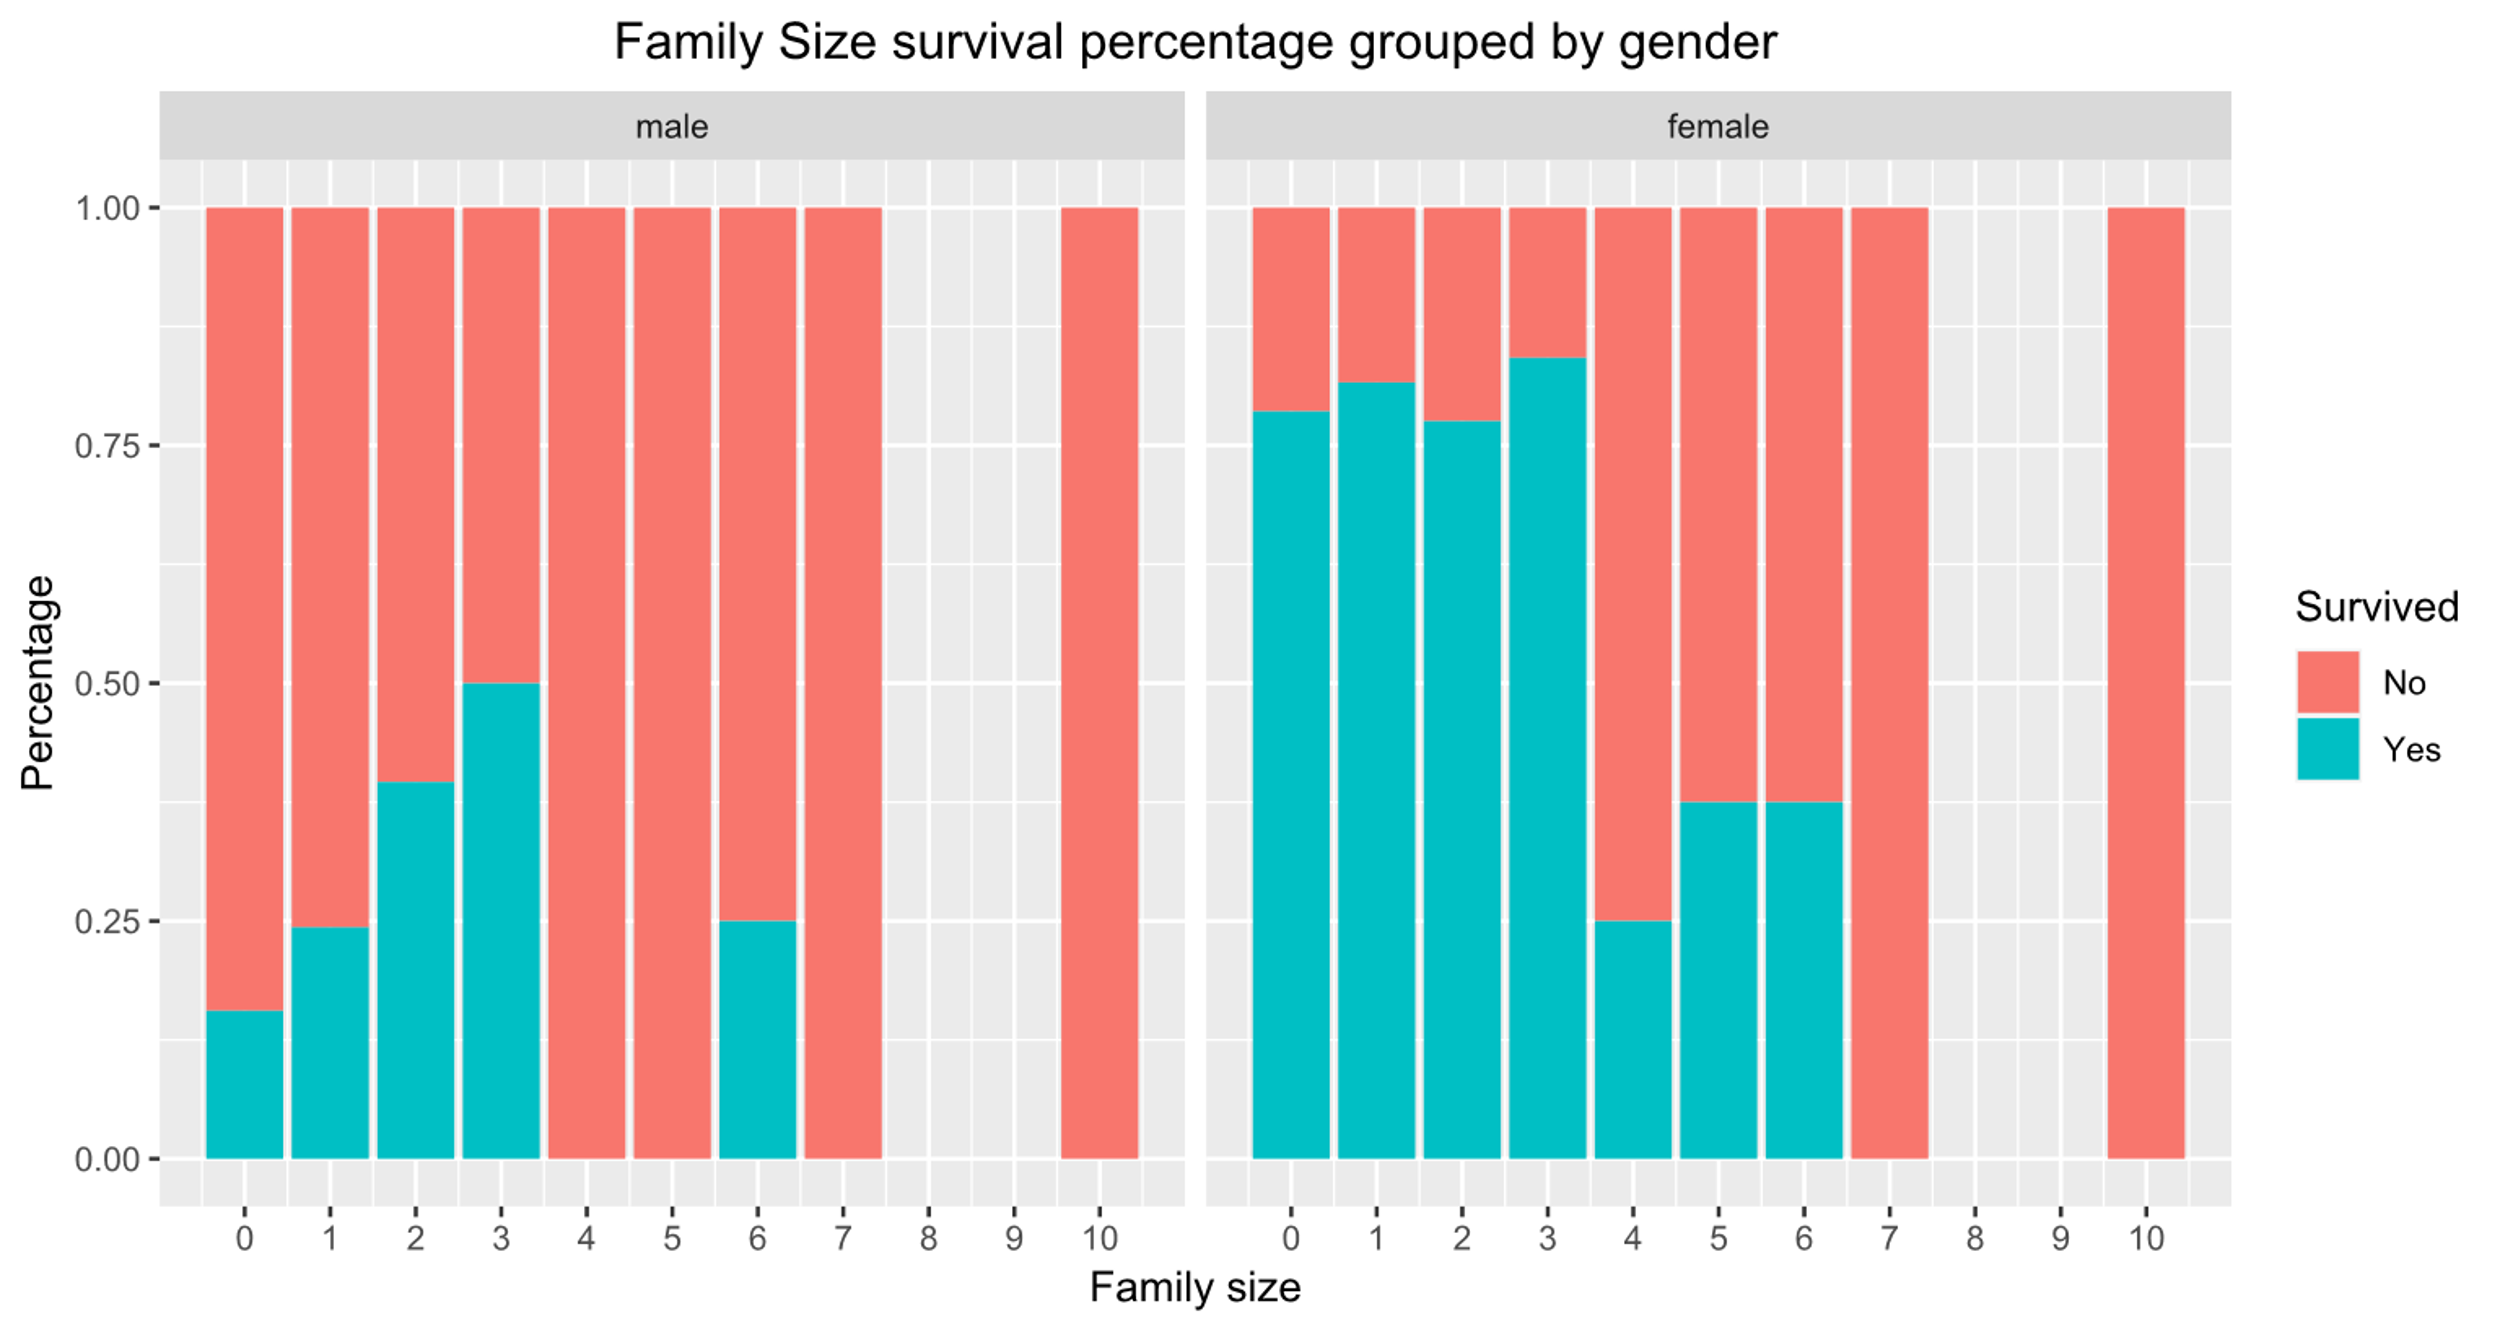 Family Size survival percentage grouped by gender
male
female
1.00
0.75
0.50
0.25
0.00
Percentage
0 1 2 3 4 5 6 7 8 9 10
0 1 2 3 4 5 6 7 8 9 10
Family size
Survived
No
Yes